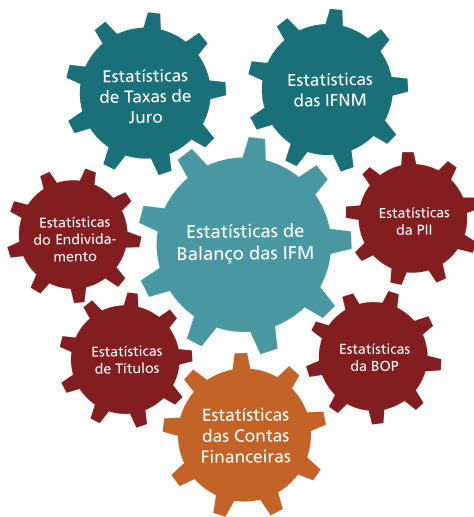 Estatísticas
de Taxas de
Juro
Estatísticas
das IFNM
Estatísticas
do Endivida-
mento
Estatísticas de
Balanço das IFM
Estatísticas
da PII
Estatísticas
de Títulos
Estatísticas
da BOP
Estatísticas
das Contas
Financeiras